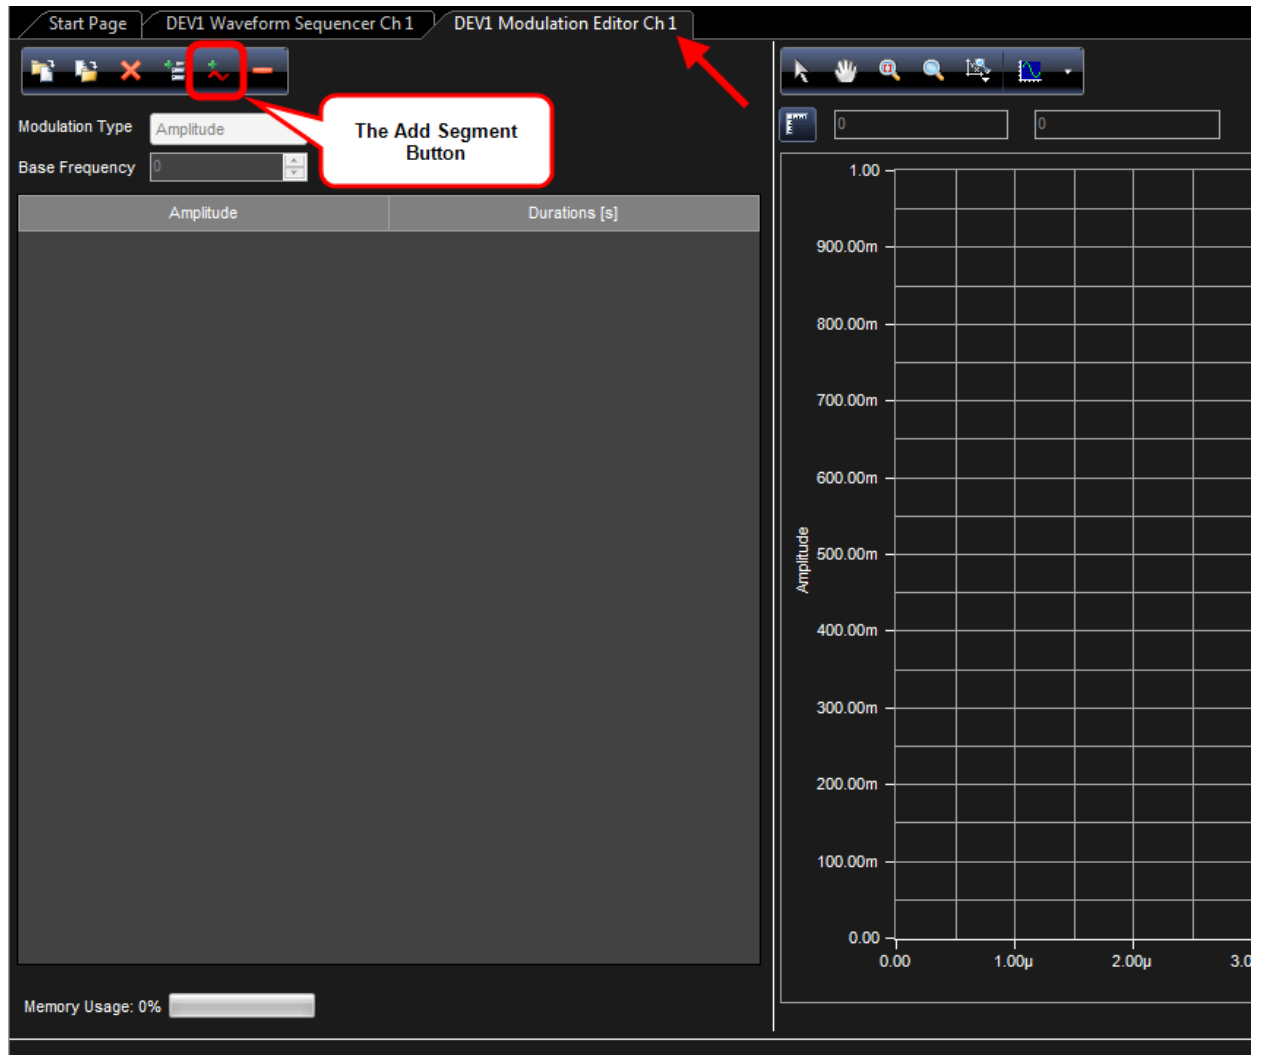 Start Page
DEV1 Waveform Sequencer Ch 1
DEV1 Modulation Editor Ch 1
The Add Segment
Button
Modulation Type
Amplitude
Base Frequency
0
Amplitude
Durations [s]
Memory Usage: 0%
0
0
1.00
900.00m
800.00m
700.00m
600.00m
500.00m
400.00m
300.00m
200.00m
100.00m
0.00
Amplitude
0.00
1.00µ
2.00µ
3.0